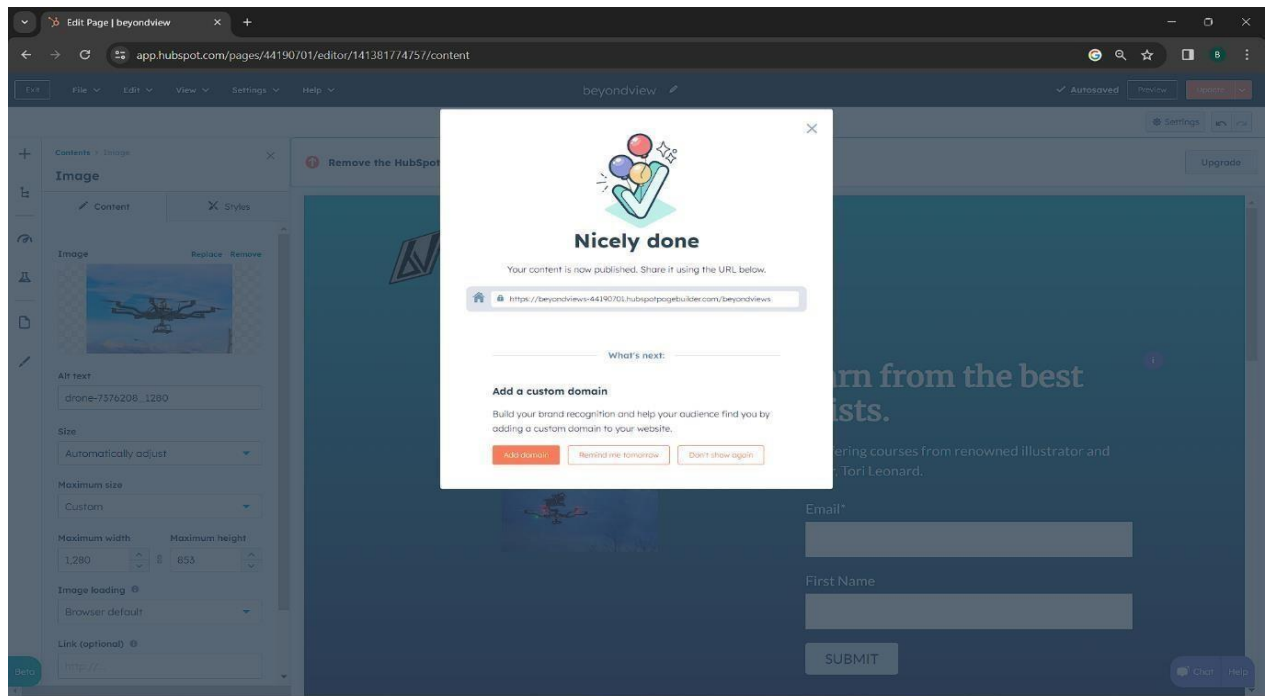 Edit Page | beyondview
app.hubspot.com/pages/44190701/editor/141381774757/content
B
Exit File Edit View Settings Help
beyondview
Autosaved Preview Update
Settings
Contents Image
Image
Remove the HubSpot
Upgrade
Content Styles
Image Replace Remove
Alt text
drone-7376208_1280
Size
Automatically adjust
Maximum size
Custom
Maximum width Maximum height
1,280 853
Image loading
Browser default
Link (optional)
http://
Beta
Nicely done
Your content is now published. Share it using the URL below.
https://beyondviews-44190701.hubspotpagebuilder.com/beyondviews
What's next:
Add a custom domain
Build your brand recognition and help your audience find you by
adding a custom domain to your website.
Add domain Remind me tomorrow Don't show again
rn from the best
ists.
ering courses from renowned illustrator and
, Tori Leonard.
Email*
First Name
SUBMIT
Chat Help